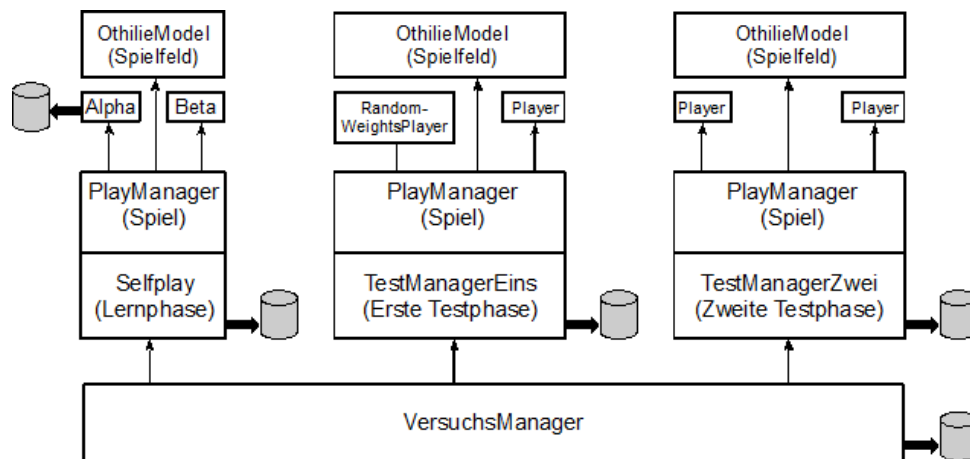 OthilieModel
(Spielfeld)
OthilieModel
(Spielfeld)
OthilieModel
(Spielfeld)
Alpha
Beta
Random-
WeightsPlayer
Player
Player
Player
PlayManager
(Spiel)
PlayManager
(Spiel)
PlayManager
(Spiel)
Selfplay
(Lernphase)
TestManagerEins
(Erste Testphase)
TestManagerZwei
(Zweite Testphase)
VersuchsManager